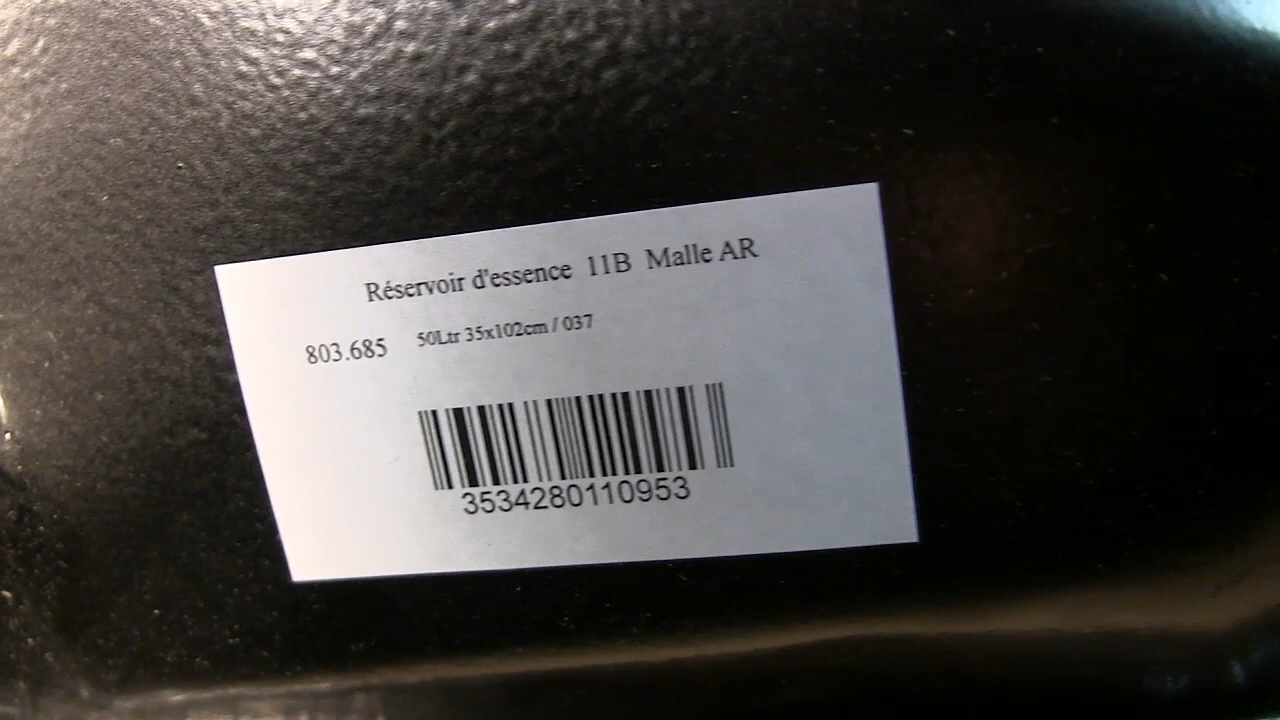 Réservoir d'essence 11B Malle AR
803.685 50Ltr 35x102cm / 037
3534280110953